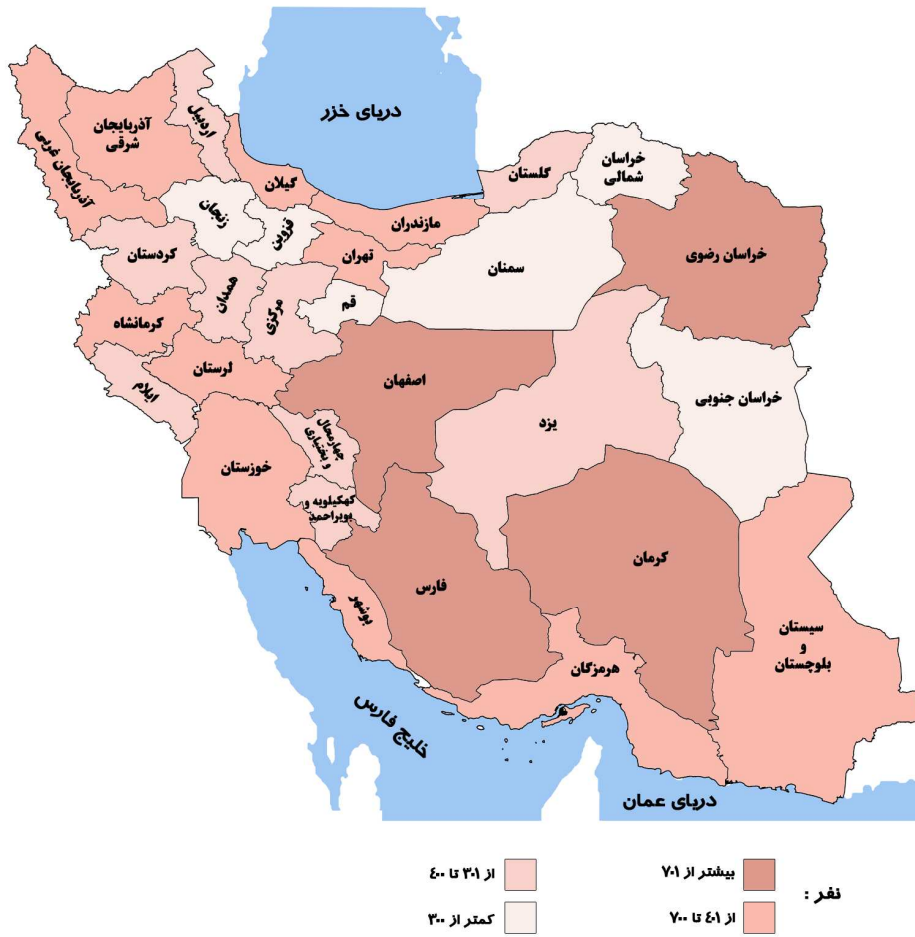 دریای خزر
اردبیل
آذربایجان
شرقی
آذربایجان غربی
گیلان
گلستان
خراسان
شمالی
مازندران
زنجان
قزوین
تهران
خراسان رضوی
کردستان
سمنان
همدان
مرکزی
قم
کرمانشاه
لرستان
اصفهان
ایلام
خراسان جنوبی
یزد
چهارمحال
و بختیاری
خوزستان
کهکیلویه و
بویراحمد
کرمان
فارس
بوشهر
سیستان
و
بلوچستان
هرمزگان
خلیج فارس
دریای عمان
نفر :
بیشتر از ۷۰۱
از ۴۰۱ تا ۷۰۰
از ۳۰۱ تا ۴۰۰
کمتر از ۳۰۰